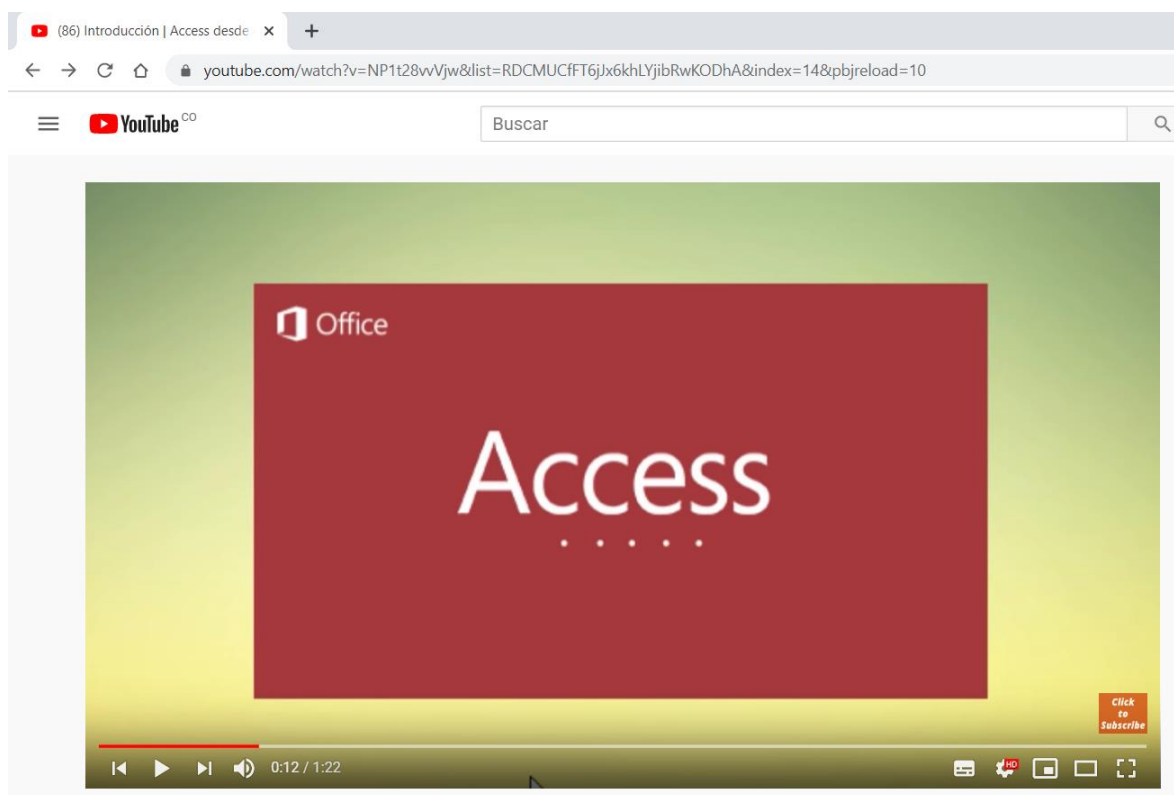 (86) Introducción | Access desde
youtube.com/watch?v=NP1t28vvVjw&list=RDCMUCfFT6jJx6khLYjibRwKODhA&index=14&pbjreload=10
YouTube CO
Buscar
Office
Access
Click
to
Subscribe
0:12 / 1:22
HD